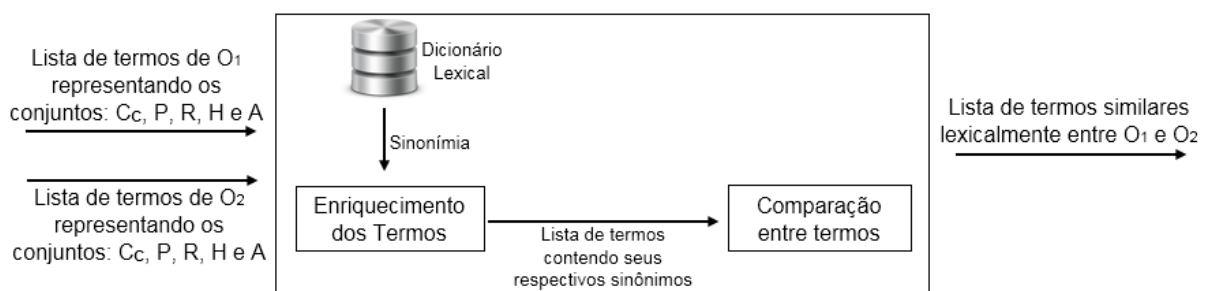 Lista de termos de O1
representando os
conjuntos: Cc, P, R, H e A
Lista de termos de O2
representando os
conjuntos: Cc, P, R, H e A
Dicionário
Lexical
Sinonímia
Enriquecimento
dos Termos
Lista de termos
contendo seus
respectivos sinônimos
Comparação
entre termos
Lista de termos similares
lexicalmente entre O1 e O2